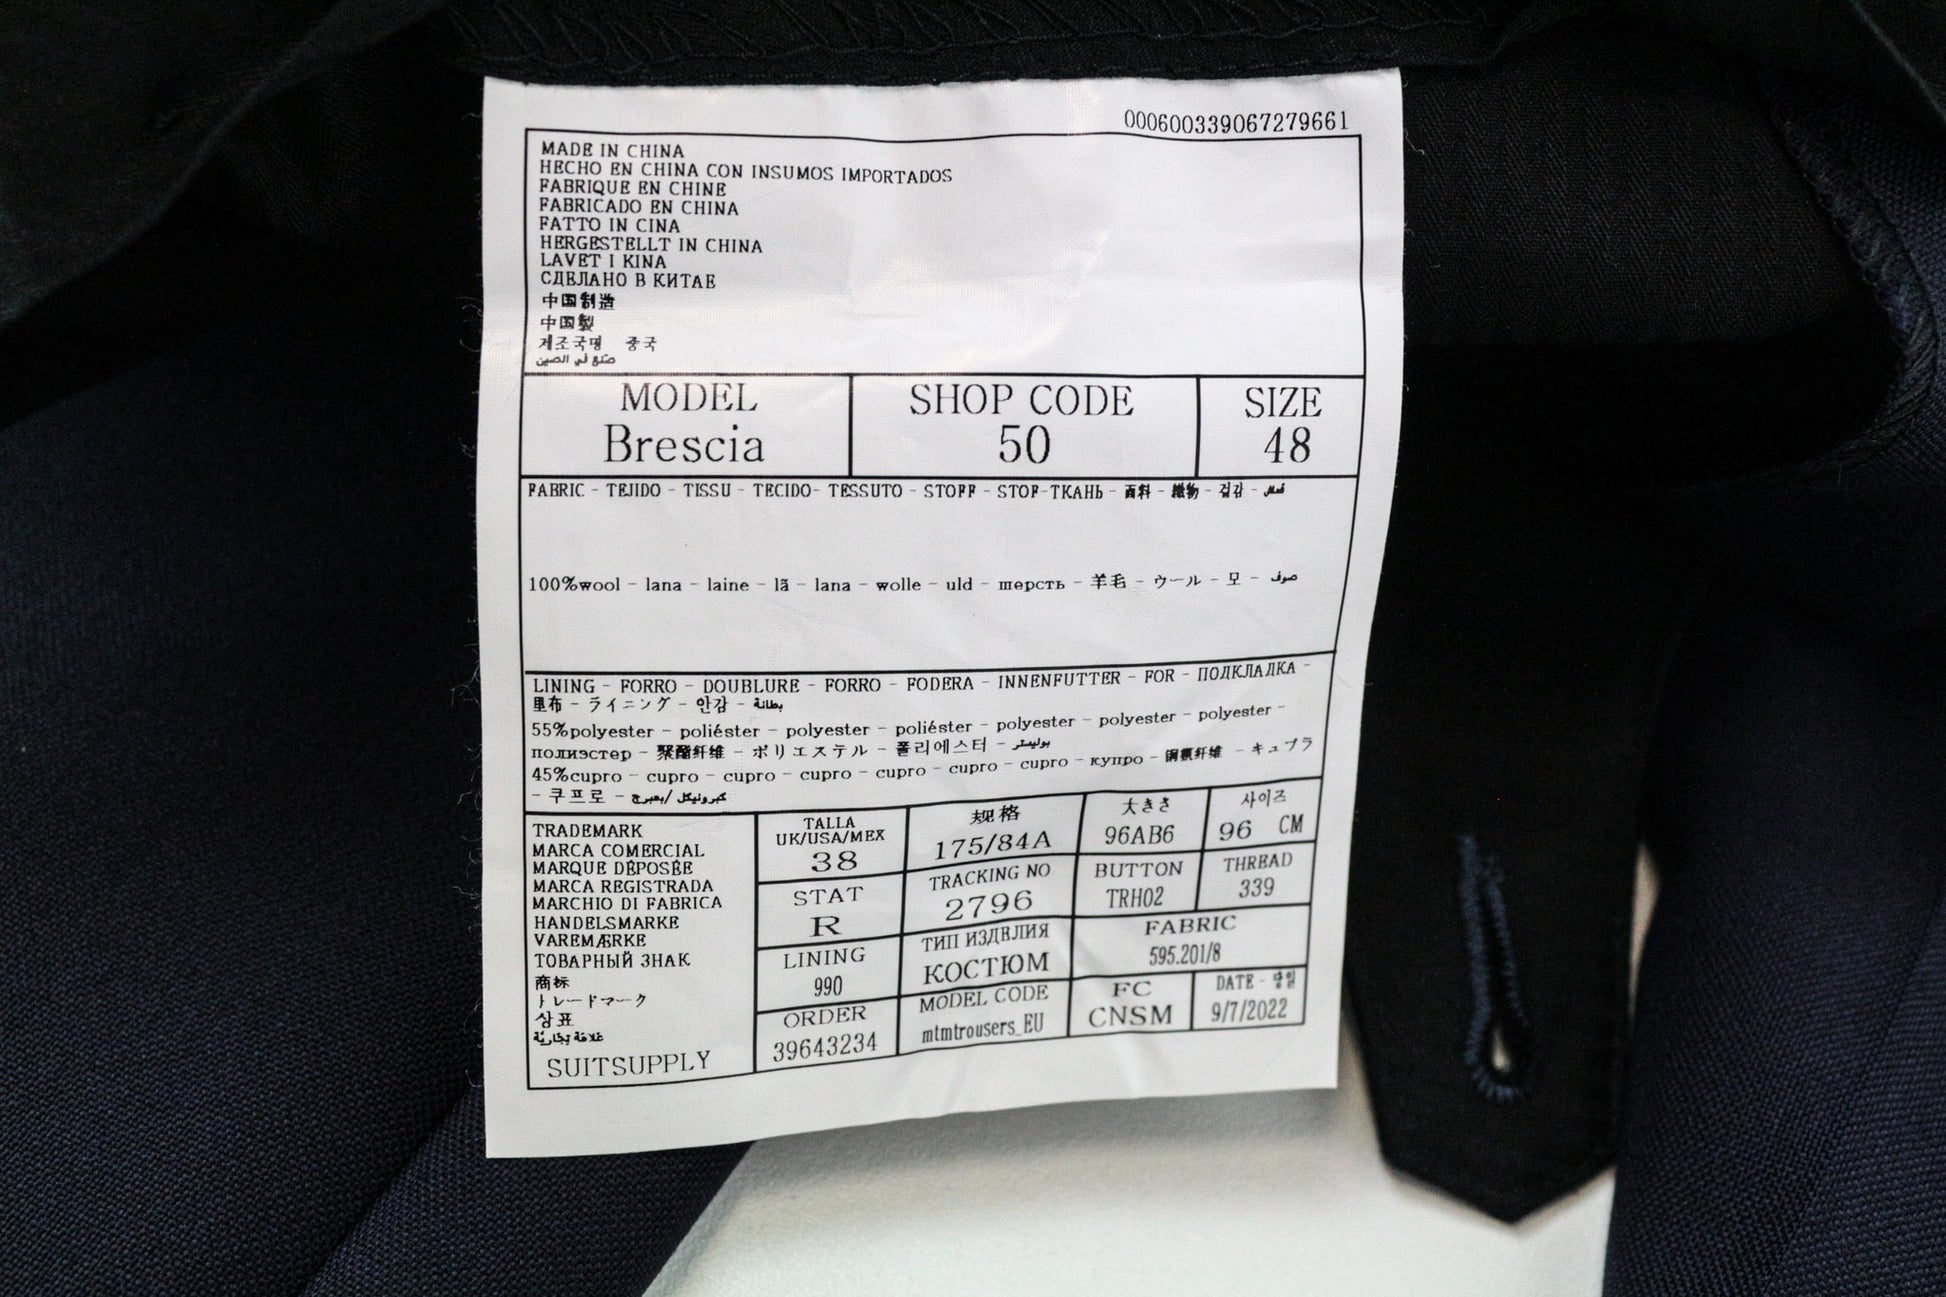 000600339067279661
MADE IN CHINA
HECHO EN CHINA CON INSUMOS IMPORTADOS
FABRIQUE EN CHINE
FABRICADO EN CHINA
FATTO IN CINA
HERGESTELLT IN CHINA
LAVET I KINA
СДЕЛАНО В КИТАЕ
中国制造
中国製
제조국명 중국
صنع في الصين
MODEL
Brescia
SHOP CODE
50
SIZE
48
FABRIC - TEJIDO - TISSU - TECIDO- TESSUTO - STOFF - STOF-ТКАНЬ - 面料 - 織物 - 겉감 -
100%wool - lana - laine - lã - lana - wolle - uld - шерсть - 羊毛 - ウール - 모 - صوف
LINING - FORRO - DOUBLURE - FORRO - FODERA - INNENFUTTER - FOR - ПОДКЛАДКА -
里布 - ライニング - 안감 - بطانة
55%polyester - poliéster - polyester - poliéster - polyester - polyester - polyester -
полиэстер - 聚酯纤维 - ポリエステル - 폴리에스터 - بوليستر
45%cupro - cupro - cupro - cupro - cupro - cupro - cupro - купро - 铜氨纤维 - キュプラ
- 쿠프로 -
TRADEMARK
MARCA COMERCIAL
MARQUE DÉPOSÉE
MARCA REGISTRADA
MARCHIO DI FABRICA
HANDELSMARKE
VAREMÆRKE
ТОВАРНЫЙ ЗНАК
商标
トレードマーク
상표
علامة تجارية
SUITSUPPLY
TALLA
UK/USA/MEX
38
规格
175/84A
大きさ
96AB6
사이즈
96 CM
STAT
R
TRACKING NO
2796
BUTTON
TRH02
THREAD
339
LINING
990
ТИП ИЗДЕЛИЯ
КОСТЮМ
FABRIC
595.201/8
ORDER
39643234
MODEL CODE
mtmtrousers_EU
FC
CNSM
DATE -
9/7/2022